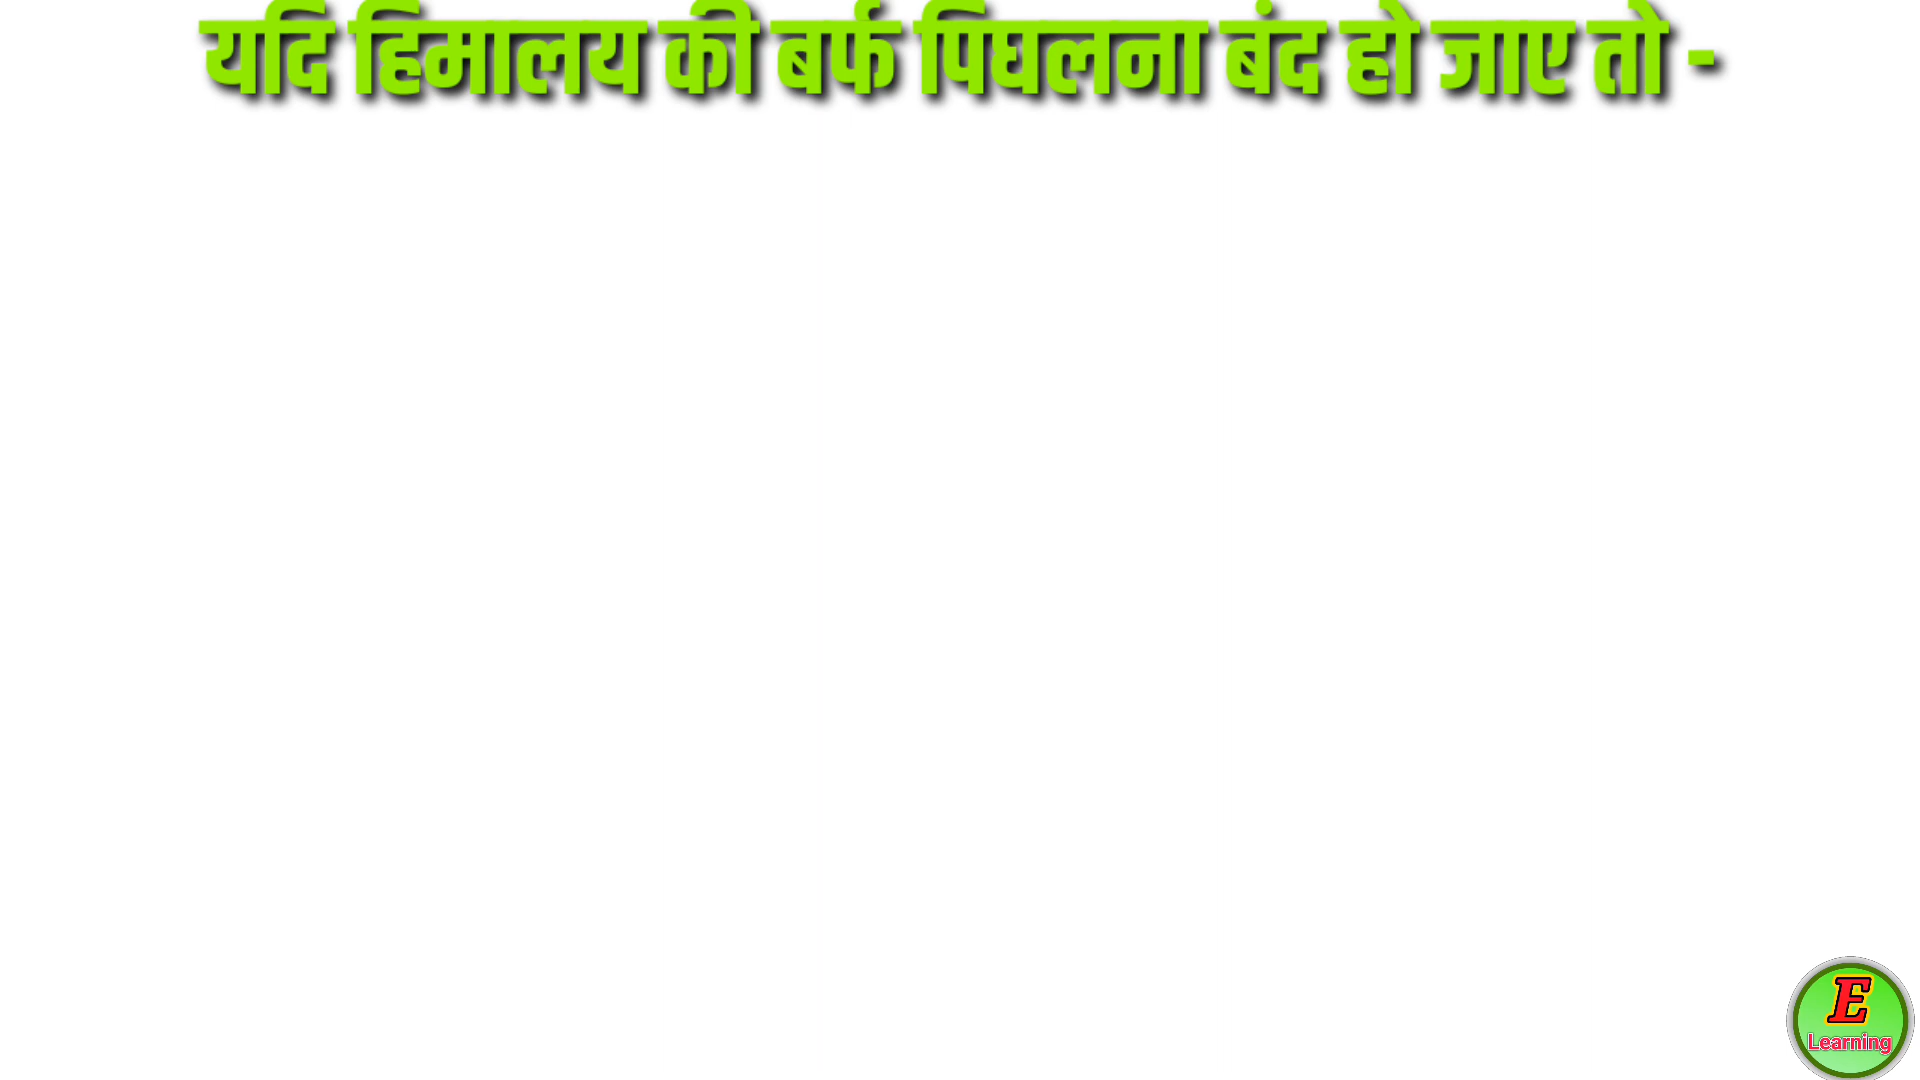 यदि हिमालय की बर्फ पिघलना बंद हो जाए तो -
E
Learning